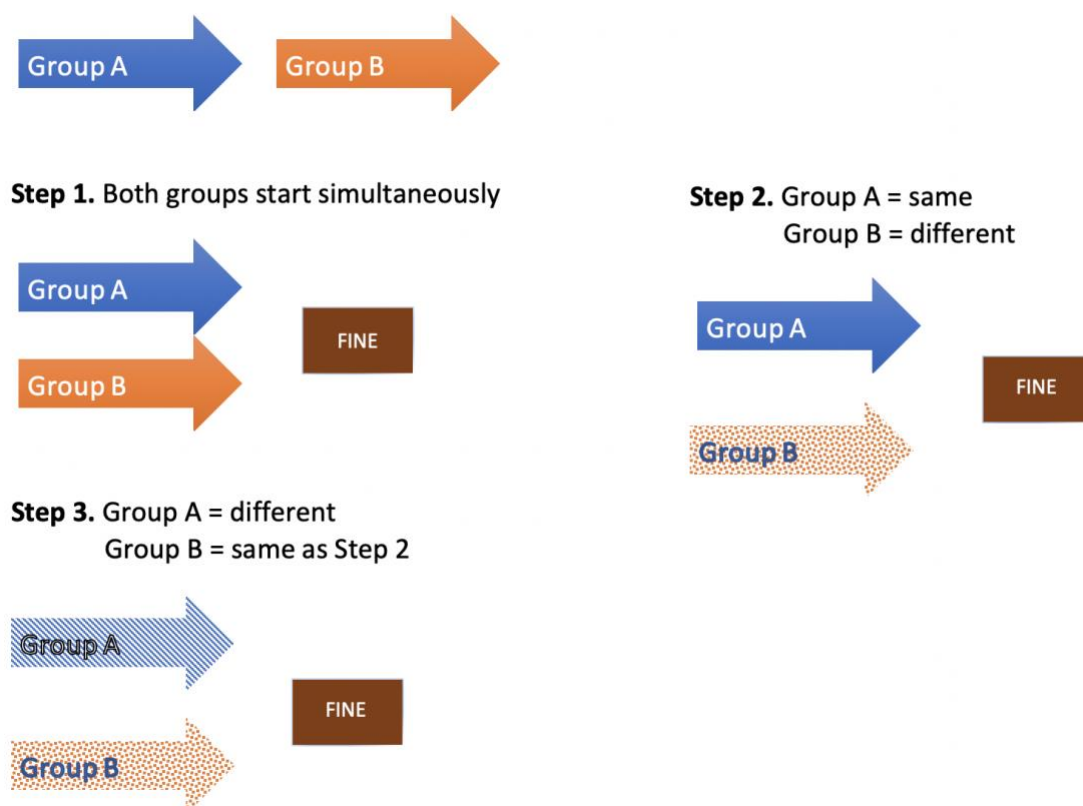 Group A
Group B
Step 1. Both groups start simultaneously
Group A
FINE
Group B
Step 2. Group A = same
Group B = different
Group A
FINE
Group B
Step 3. Group A = different
Group B = same as Step 2
Group A
FINE
Group B